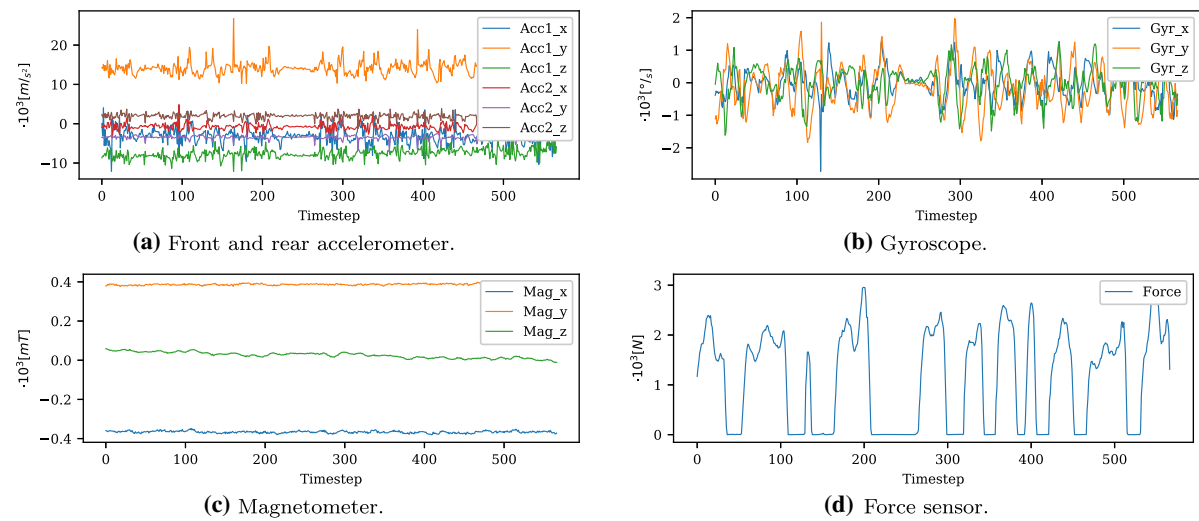 ·10³[m/s²]
20
10
0
−10
0 100 200 300 400 500
Timestep
Acc1_x
Acc1_y
Acc1_z
Acc2_x
Acc2_y
Acc2_z
(a) Front and rear accelerometer.
·10³[°/s]
2
1
0
−1
−2
0 100 200 300 400 500
Timestep
Gyr_x
Gyr_y
Gyr_z
(b) Gyroscope.
·10³[mT]
0.4
0.2
0.0
−0.4
0 100 200 300 400 500
Timestep
Mag_x
Mag_y
Mag_z
(c) Magnetometer.
·10³[N]
3
2
1
0
0 100 200 300 400 500
Timestep
Force
(d) Force sensor.